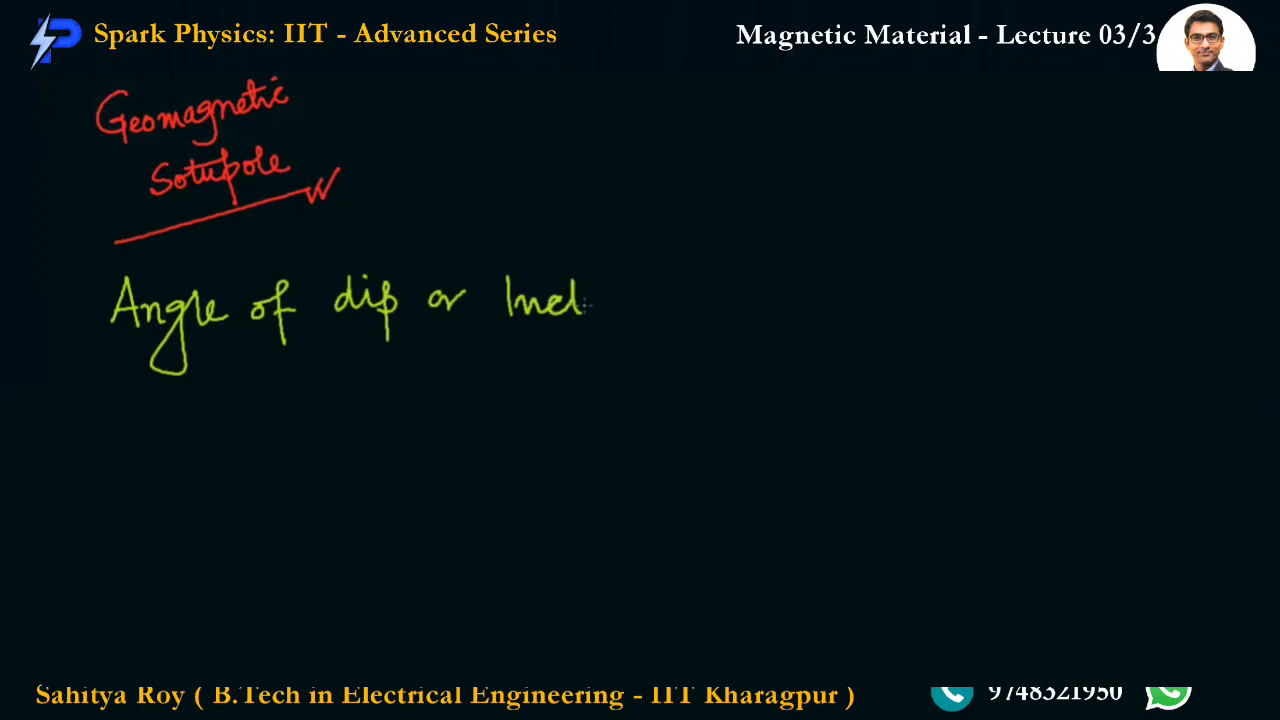 Spark Physics: IIT - Advanced Series
Magnetic Material - Lecture 03/3
Geomagnetic
Sotupole
Angle of dip or Incl
Sahitya Roy ( B.Tech in Electrical Engineering - IIT Kharagpur )
9748321950